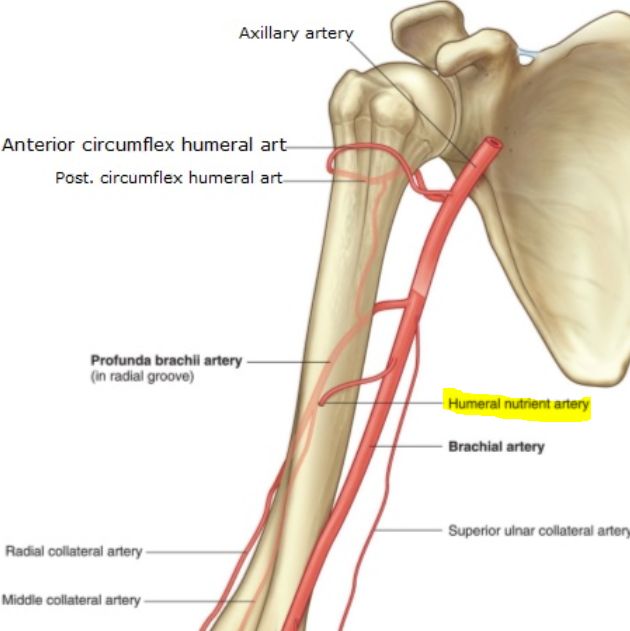 Axillary artery
Anterior circumflex humeral art
Post. circumflex humeral art
Profunda brachii artery
(in radial groove)
Humeral nutrient artery
Brachial artery
Superior ulnar collateral artery
Radial collateral artery
Middle collateral artery